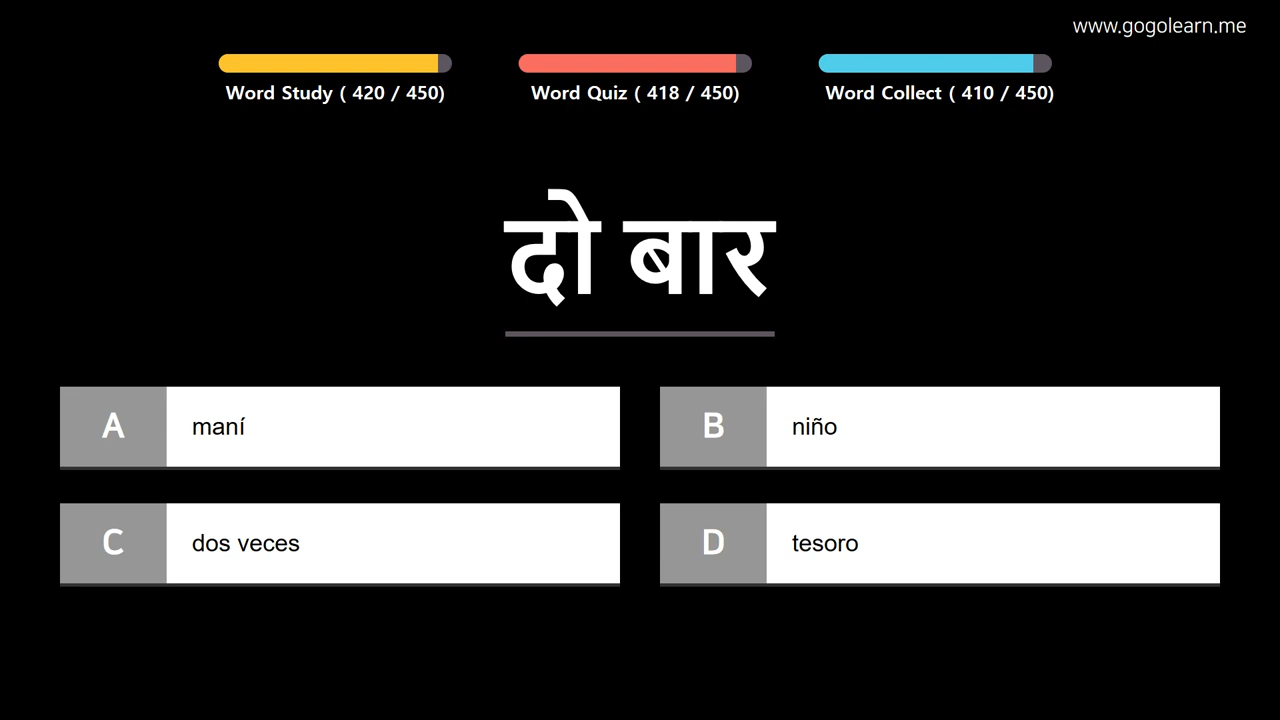 www.gogolearn.me
Word Study ( 420 / 450)
Word Quiz ( 418 / 450)
Word Collect ( 410 / 450)
दो बार
A maní
B niño
C dos veces
D tesoro